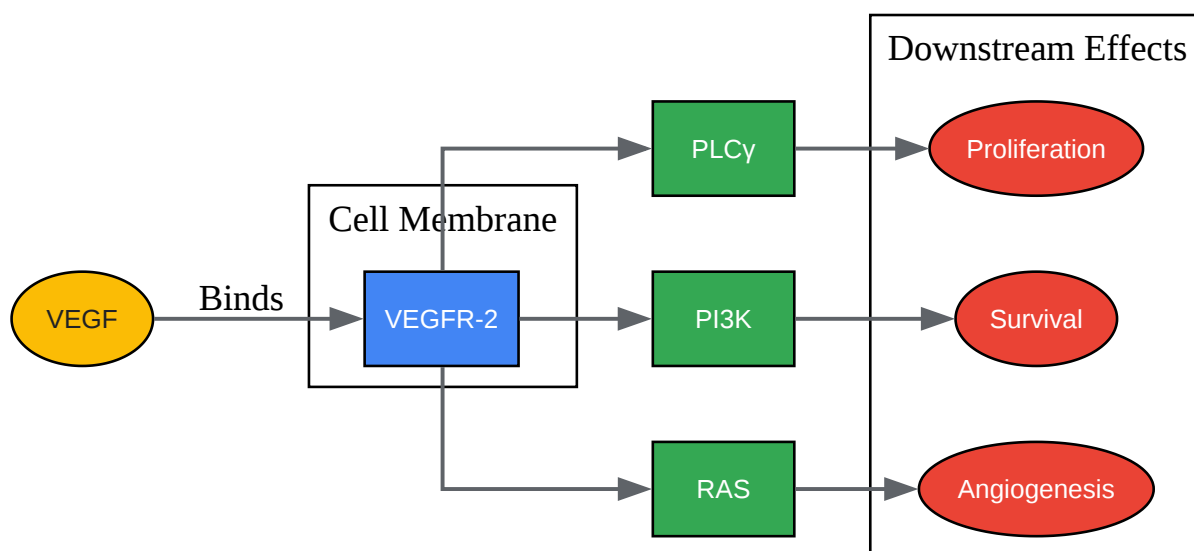 Downstream Effects
PLCγ
Proliferation
Cell Membrane
VEGF
Binds
VEGFR-2
PI3K
Survival
RAS
Angiogenesis